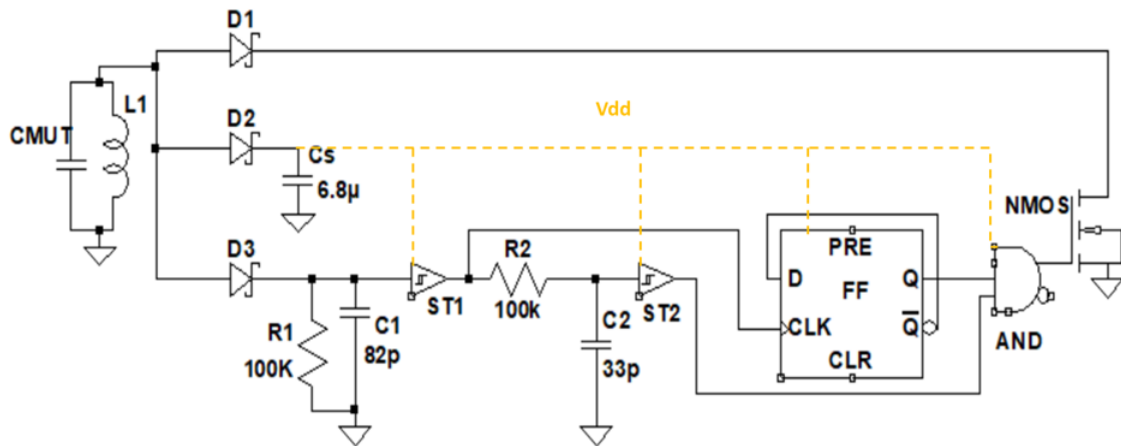 D1
L1
CMUT
Vdd
D2
Cs
6.8µ
NMOS
D3
R2
PRE
D
FF
Q
ST1
100k
ST2
R1
C1
C2
CLK
Q
AND
100K
82p
33p
CLR